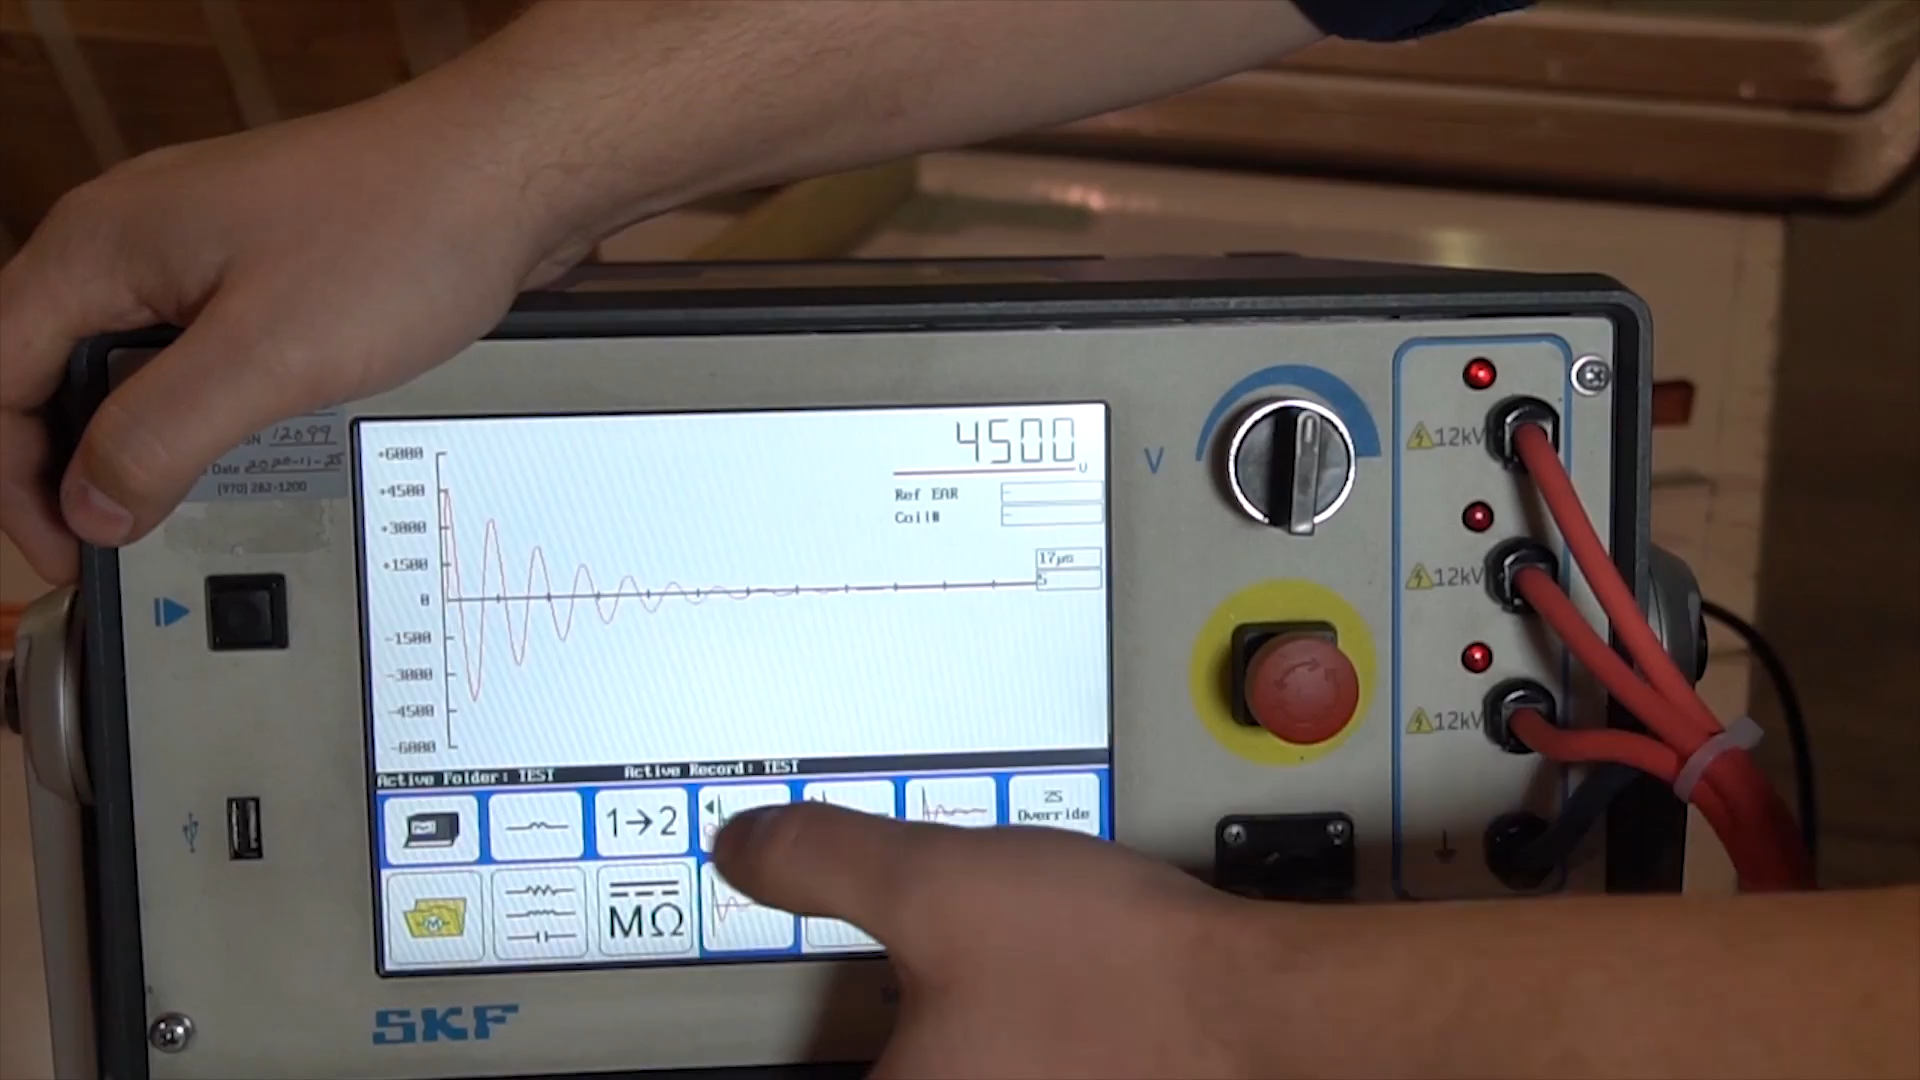 SN 12099
Date 2020-11-25
(970) 282-1200
4500
V
+6000
+4500
+3000
+1500
0
-1500
-3000
-4500
-6000
Ref EAR
Coil#
17µs
5
Active Folder: TEST Active Record: TEST
1→2
ZS
Override
MΩ
V
12kV
12kV
12kV
SKF